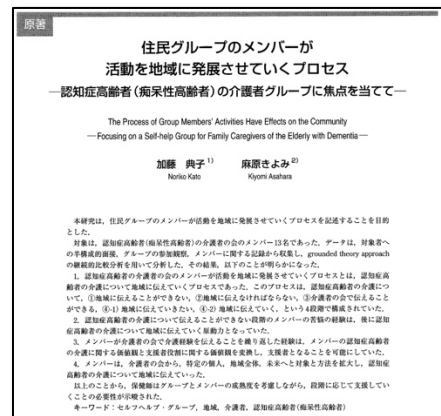 原著
住民グループのメンバーが
活動を地域に発展させていくプロセス
―認知症高齢者（痴呆性高齢者）の介護者グループに焦点を当てて―
The Process of Group Members' Activities Have Effects on the Community
—Focusing on a Self-help Group for Family Caregivers of the Elderly with Dementia—
加藤 典子1) 麻原きよみ2)
Noriko Kato Kiyomi Asahara
本研究は，住民グループのメンバーが活動を地域に発展させていくプロセスを記述することを目的
とした．
対象は，認知症高齢者（痴呆性高齢者）の介護者の会のメンバー13名であった．データは，対象者へ
の半構成的面接，グループの参加観察，メンバーに関する記録から収集し，grounded theory approach
の継続的比較分析を用いて分析した．その結果，以下のことが明らかになった．
1．認知症高齢者の介護者の会のメンバーが活動を地域に発展させていくプロセスとは，認知症高
齢者の介護について地域に伝えていくプロセスであった．このプロセスは，認知症高齢者の介護につ
いて，①地域に伝えることができない，②地域に伝えなければならない，③介護者の会で伝えること
ができる，（④-1）地域に伝えていきたい，（④-2）地域に伝えていく，という4段階で構成されていた．
2．認知症高齢者の介護について伝えることができない段階のメンバーの苦悩の経験は，後に認知
症高齢者の介護について地域に伝えていく原動力となっていた．
3．メンバーが介護者の会で介護経験を伝えることを繰り返した経験は，メンバーの認知症高齢者
の介護に関する価値観と支援者役割に関する価値観を変換し，支援者となることを可能にしていた．
4．メンバーは，介護者の会から，特定の個人，地域全体，未来へと対象と方法を拡大し，認知症
高齢者の介護について地域に伝えていった．
以上のことから，保健師はグループとメンバーの成熟度を考慮しながら，段階に応じて支援してい
くことの必要性が示唆された．
キーワード：セルフヘルプ・グループ，地域，介護者，認知症高齢者（痴呆性高齢者）